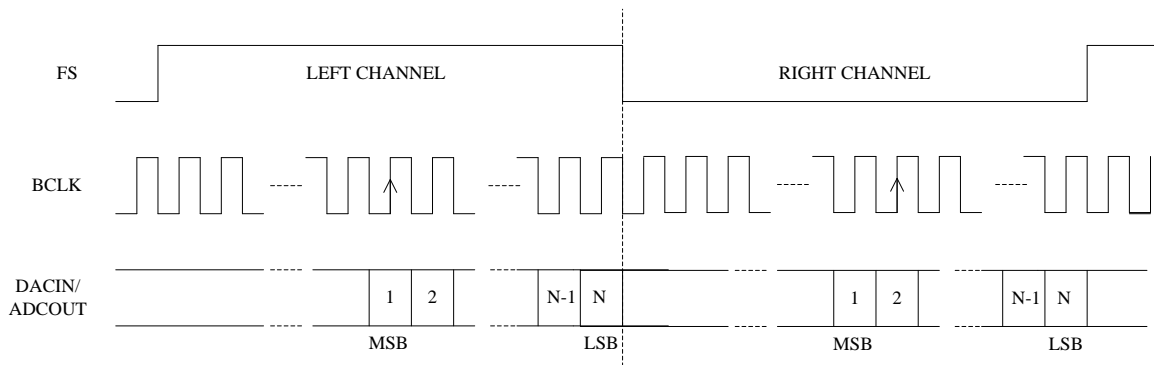 FS
LEFT CHANNEL
RIGHT CHANNEL
BCLK
DACIN/
ADCOUT
1 2 N-1 N 1 2 N-1 N
MSB LSB MSB LSB